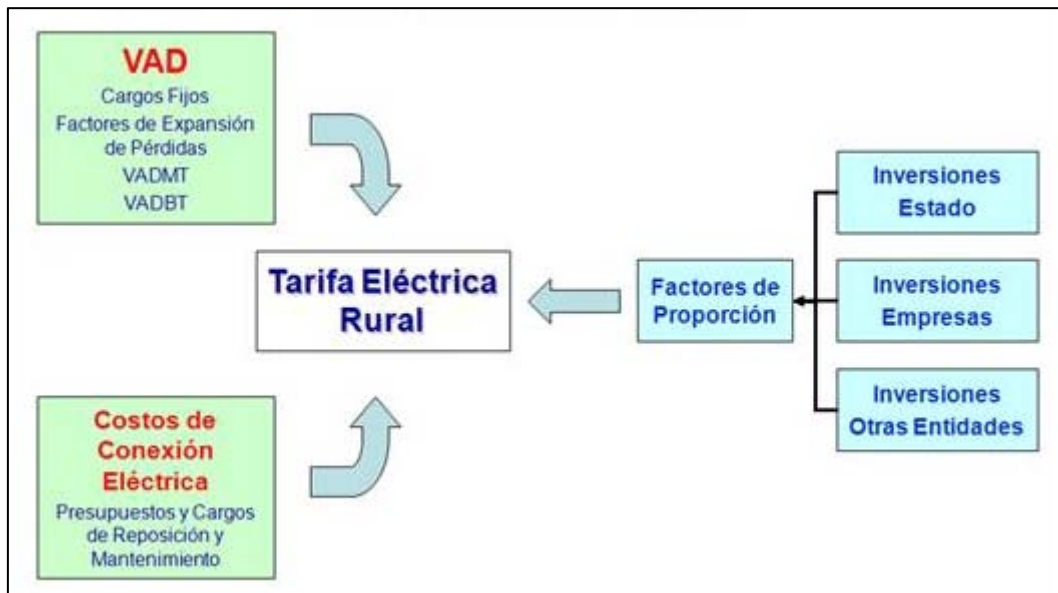 VAD
Cargos Fijos
Factores de Expansión
de Pérdidas
VADMT
VADBT
Tarifa Eléctrica
Rural
Costos de
Conexión
Eléctrica
Presupuestos y Cargos
de Reposición y
Mantenimiento
Factores de
Proporción
Inversiones
Estado
Inversiones
Empresas
Inversiones
Otras Entidades